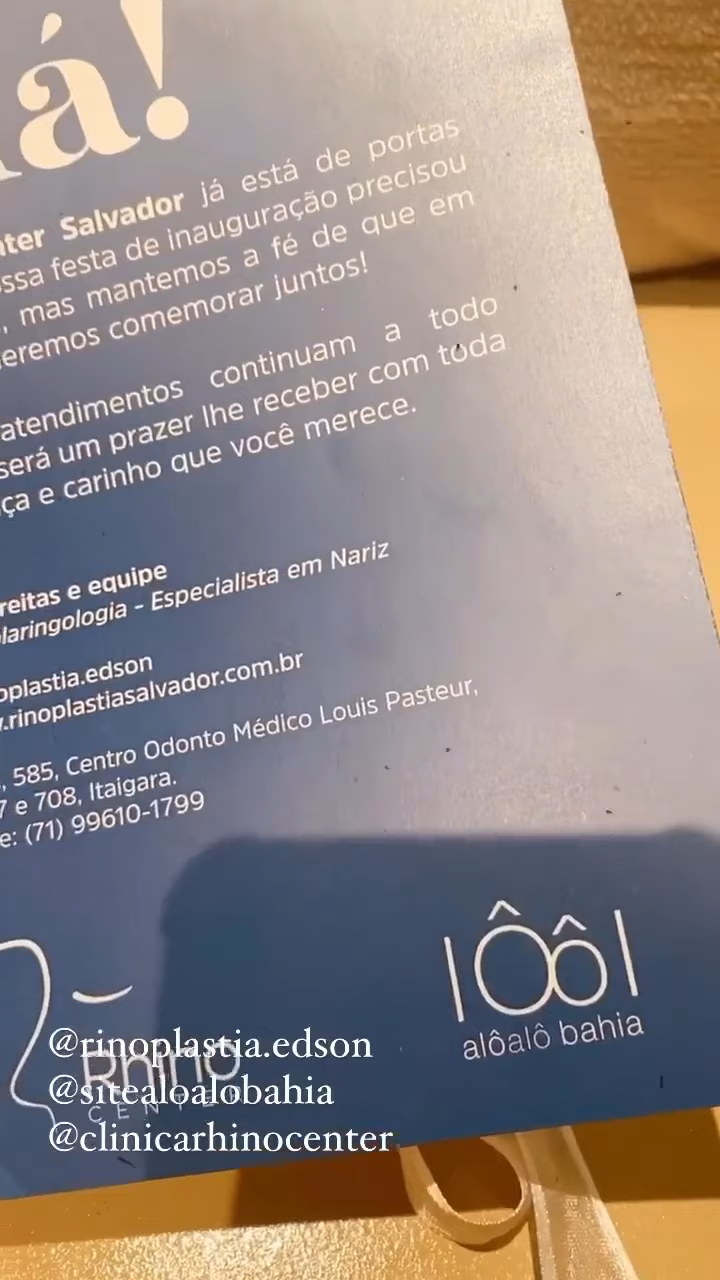 á!
nter Salvador já está de portas
ssa festa de inauguração precisou
, mas mantemos a fé de que em
eremos comemorar juntos!
atendimentos continuam a todo
será um prazer lhe receber com toda
ça e carinho que você merece.
reitas e equipe
laringologia - Especialista em Nariz
oplastia.edson
.rinoplastiasalvador.com.br
, 585, Centro Odonto Médico Louis Pasteur,
7 e 708, Itaigara.
e: (71) 99610-1799
lÔôl
alôalô bahia
Rhino
CENTER
@rinoplastia.edson
@sitealoalobahia
@clinicarhinocenter